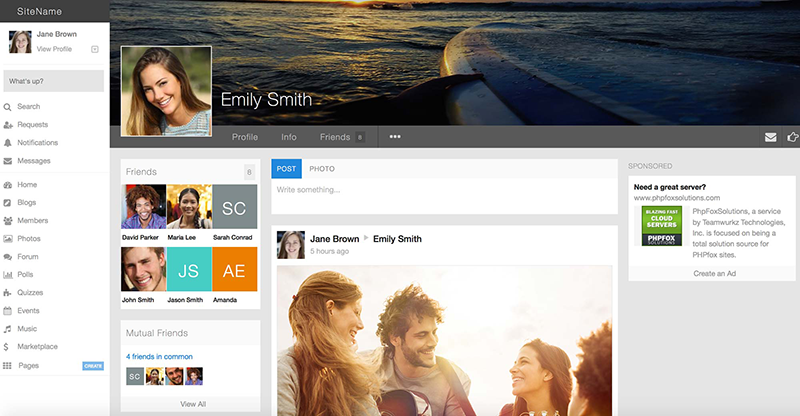 SiteName
Jane Brown
View Profile
What's up?
Search
Requests
Notifications
Messages
Home
Blogs
Members
Photos
Forum
Polls
Quizzes
Events
Music
Marketplace
Pages
CREATE
Emily Smith
Profile
Info
Friends 8
Friends
8
SC
David Parker
Maria Lee
Sarah Conrad
JS
AE
John Smith
Jason Smith
Amanda
Mutual Friends
4 friends in common
SC
View All
POST
PHOTO
Write something...
Jane Brown
Emily Smith
5 hours ago
SPONSORED
Need a great server?
www.phpfoxsolutions.com
BLAZING FAST
CLOUD
SERVERS
PHPFOX
SOLUTIONS
PhpFoxSolutions, a service
by Teamwurkz Technologies,
Inc. is focused on being a
total solution source for
PHPfox sites.
Create an Ad